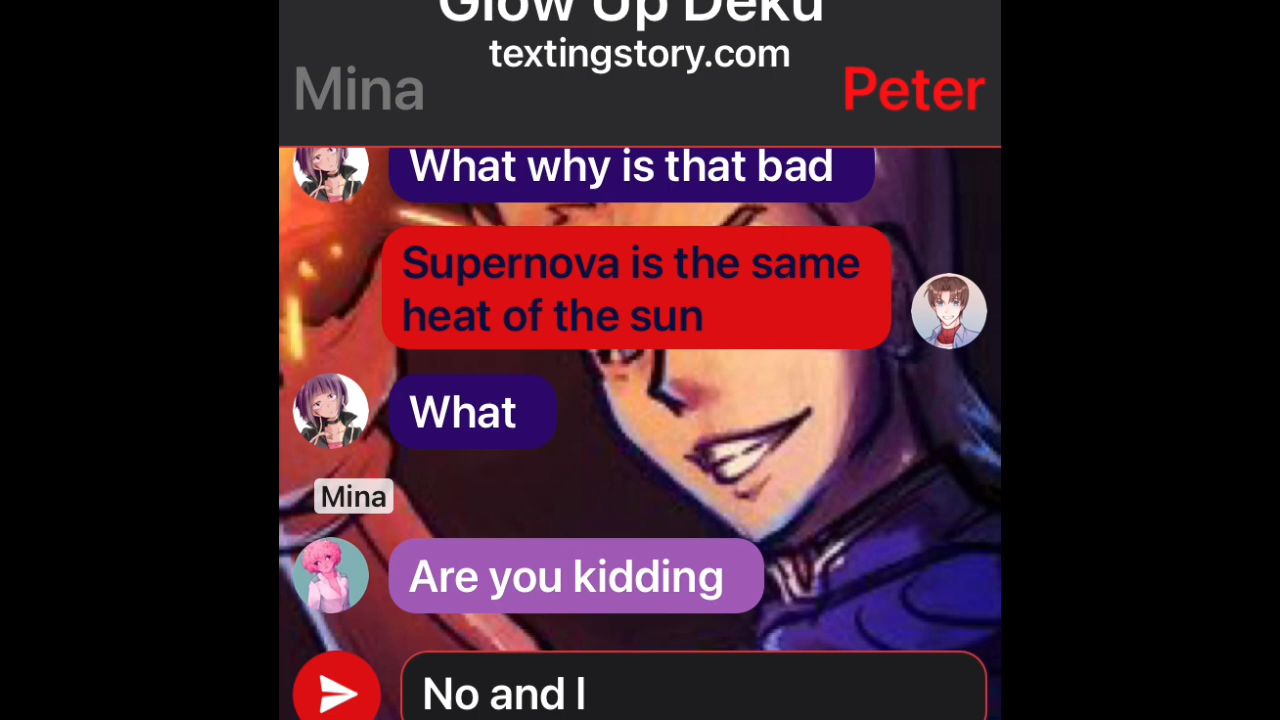 Glow Up Deku
textingstory.com
Mina
Peter
What why is that bad
Supernova is the same
heat of the sun
What
Mina
Are you kidding
No and I